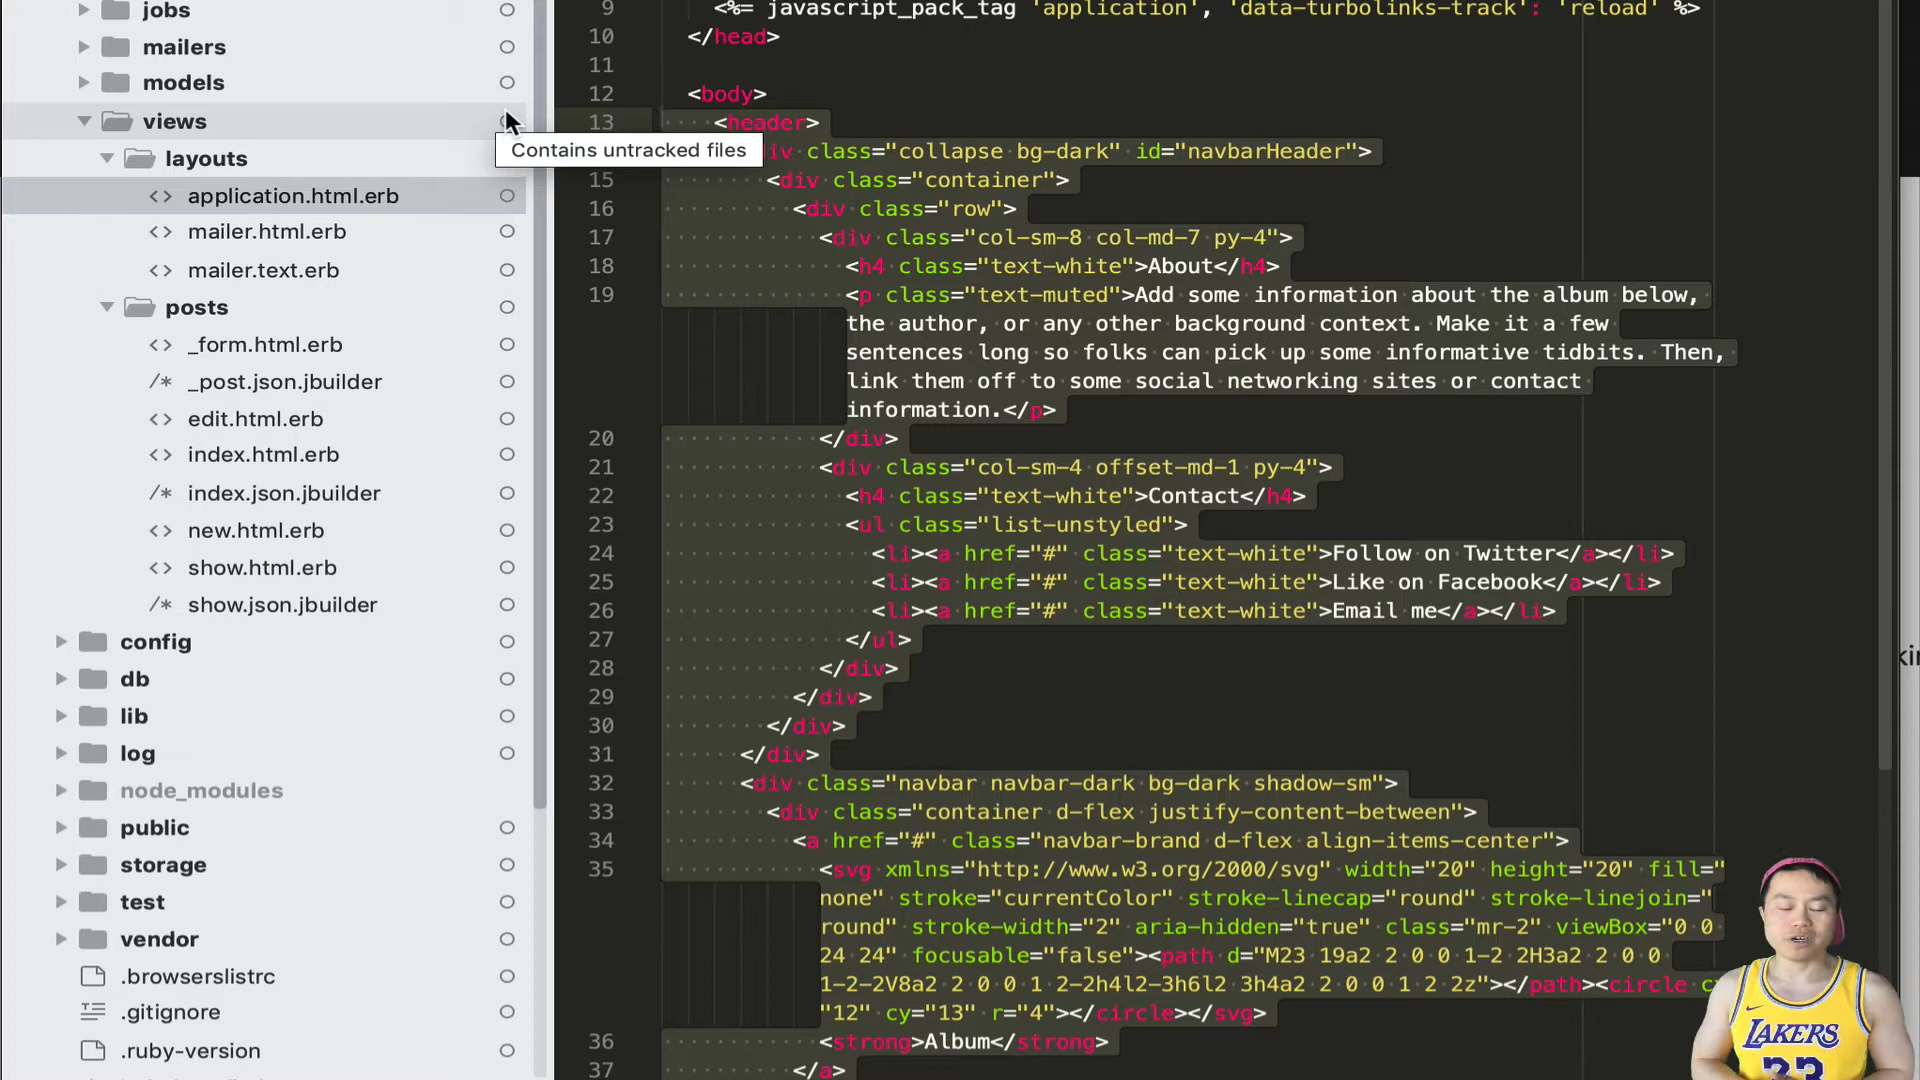 jobs
mailers
models
views
Contains untracked files
layouts
application.html.erb
mailer.html.erb
mailer.text.erb
posts
_form.html.erb
_post.json.jbuilder
edit.html.erb
index.html.erb
index.json.jbuilder
new.html.erb
show.html.erb
show.json.jbuilder
config
db
lib
log
node_modules
public
storage
test
vendor
.browserslistrc
.gitignore
.ruby-version
9 <%= javascript_pack_tag 'application', 'data-turbolinks-track': 'reload' %>
10 </head>
11
12 <body>
13 <header>
div class="collapse bg-dark" id="navbarHeader">
15 <div class="container">
16 <div class="row">
17 <div class="col-sm-8 col-md-7 py-4">
18 <h4 class="text-white">About</h4>
19 <p class="text-muted">Add some information about the album below,
the author, or any other background context. Make it a few
sentences long so folks can pick up some informative tidbits. Then,
link them off to some social networking sites or contact
information.</p>
20 </div>
21 <div class="col-sm-4 offset-md-1 py-4">
22 <h4 class="text-white">Contact</h4>
23 <ul class="list-unstyled">
24 <li><a href="#" class="text-white">Follow on Twitter</a></li>
25 <li><a href="#" class="text-white">Like on Facebook</a></li>
26 <li><a href="#" class="text-white">Email me</a></li>
27 </ul>
28 </div>
29 </div>
30 </div>
31 </div>
32 <div class="navbar navbar-dark bg-dark shadow-sm">
33 <div class="container d-flex justify-content-between">
34 <a href="#" class="navbar-brand d-flex align-items-center">
35 <svg xmlns="http://www.w3.org/2000/svg" width="20" height="20" fill="
none" stroke="currentColor" stroke-linecap="round" stroke-linejoin="
round" stroke-width="2" aria-hidden="true" class="mr-2" viewBox="0 0
24 24" focusable="false"><path d="M23 19a2 2 0 0 1-2 2H3a2 2 0 0
1-2-2V8a2 2 0 0 1 2-2h4l2-3h6l2 3h4a2 2 0 0 1 2 2z"></path><circle c
"12" cy="13" r="4"></circle></svg>
36 <strong>Album</strong>
37 </a>
LAKERS
23